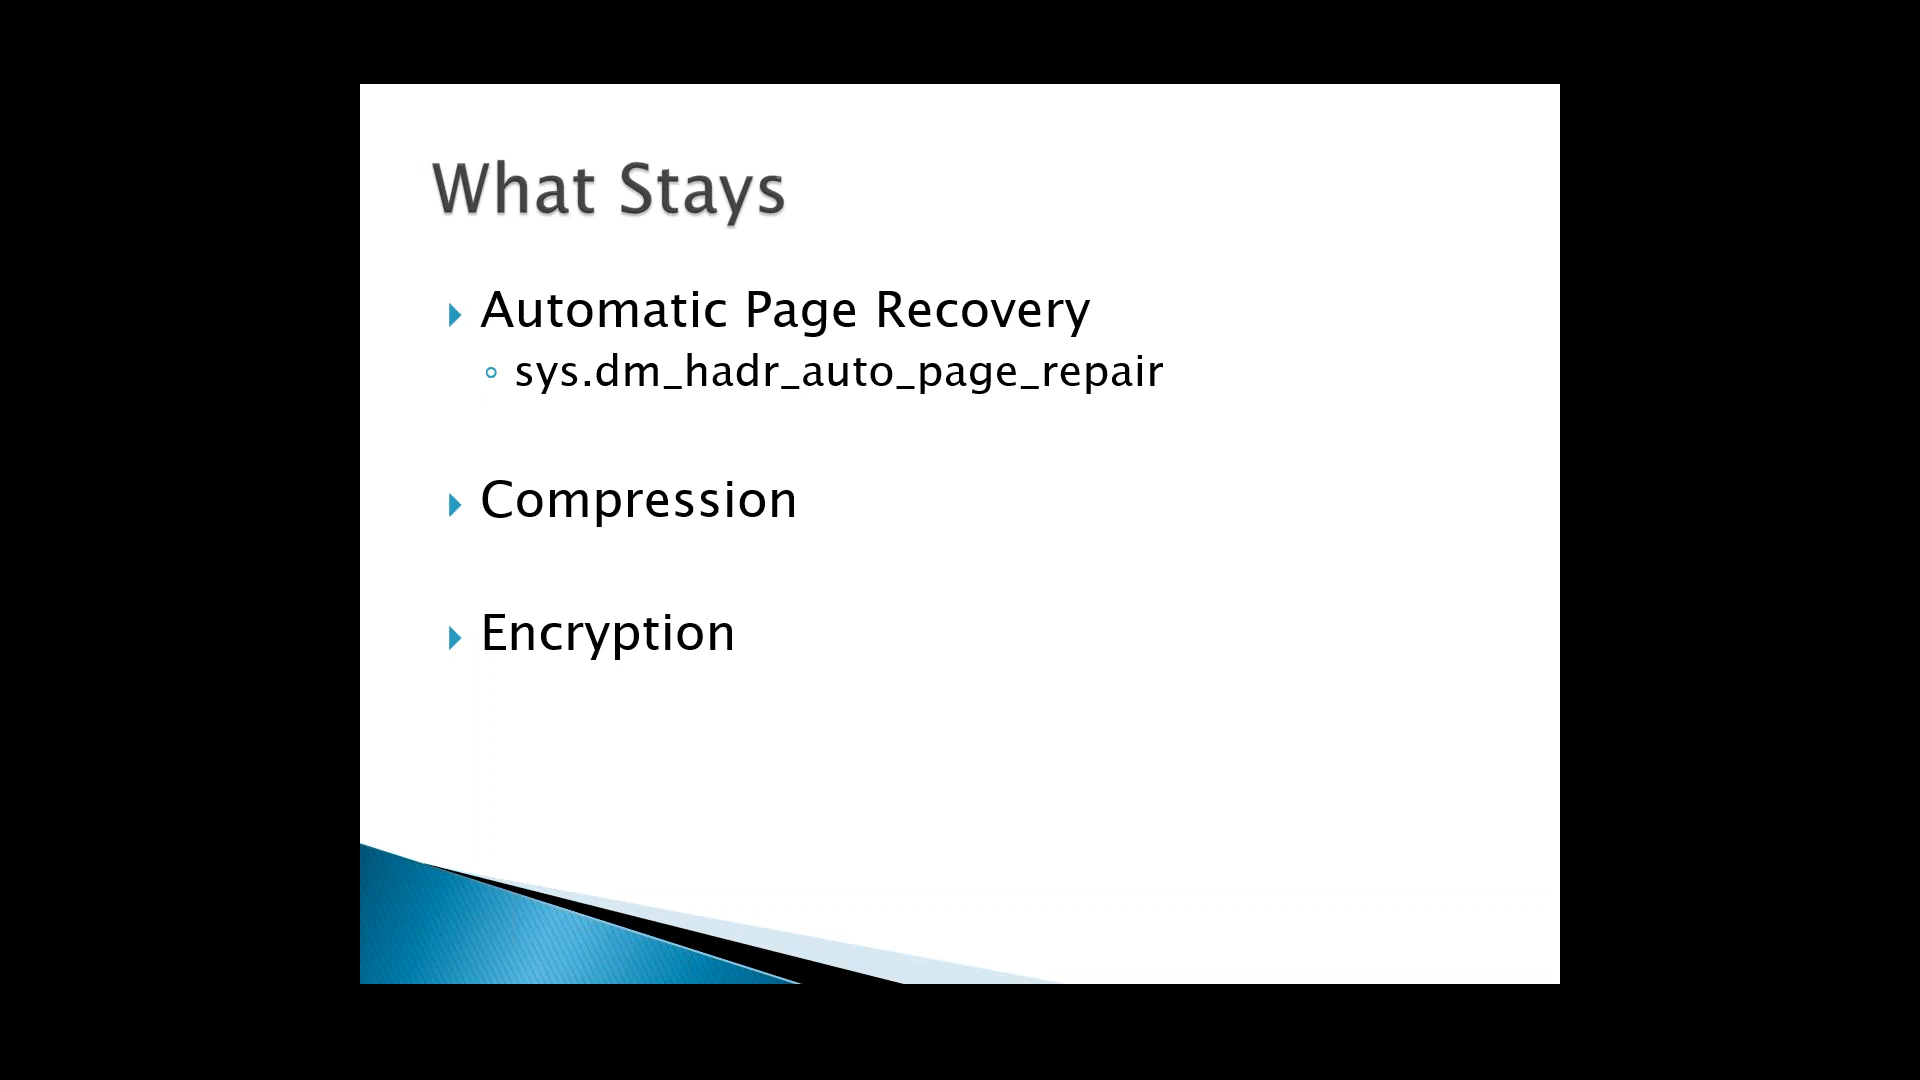 What Stays
Automatic Page Recovery
sys.dm_hadr_auto_page_repair
Compression
Encryption